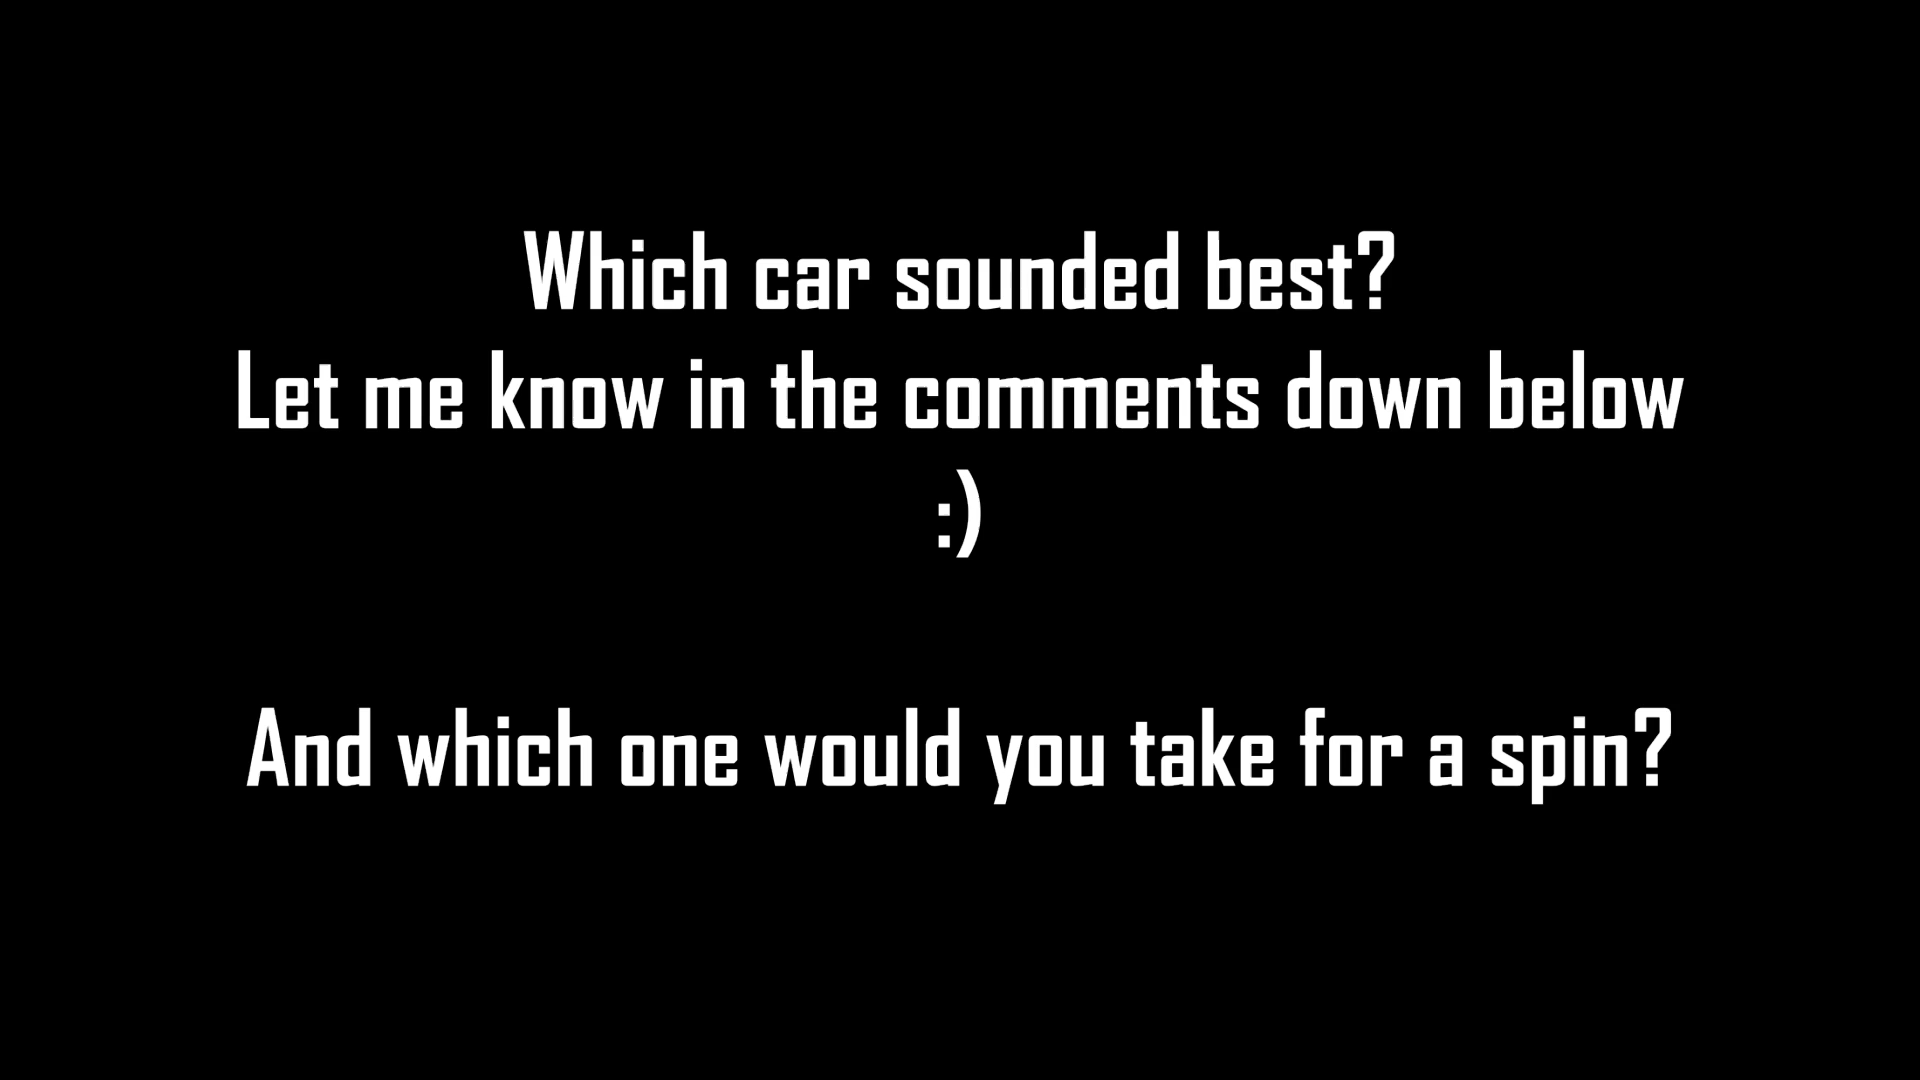 Which car sounded best?
Let me know in the comments down below
:)
And which one would you take for a spin?